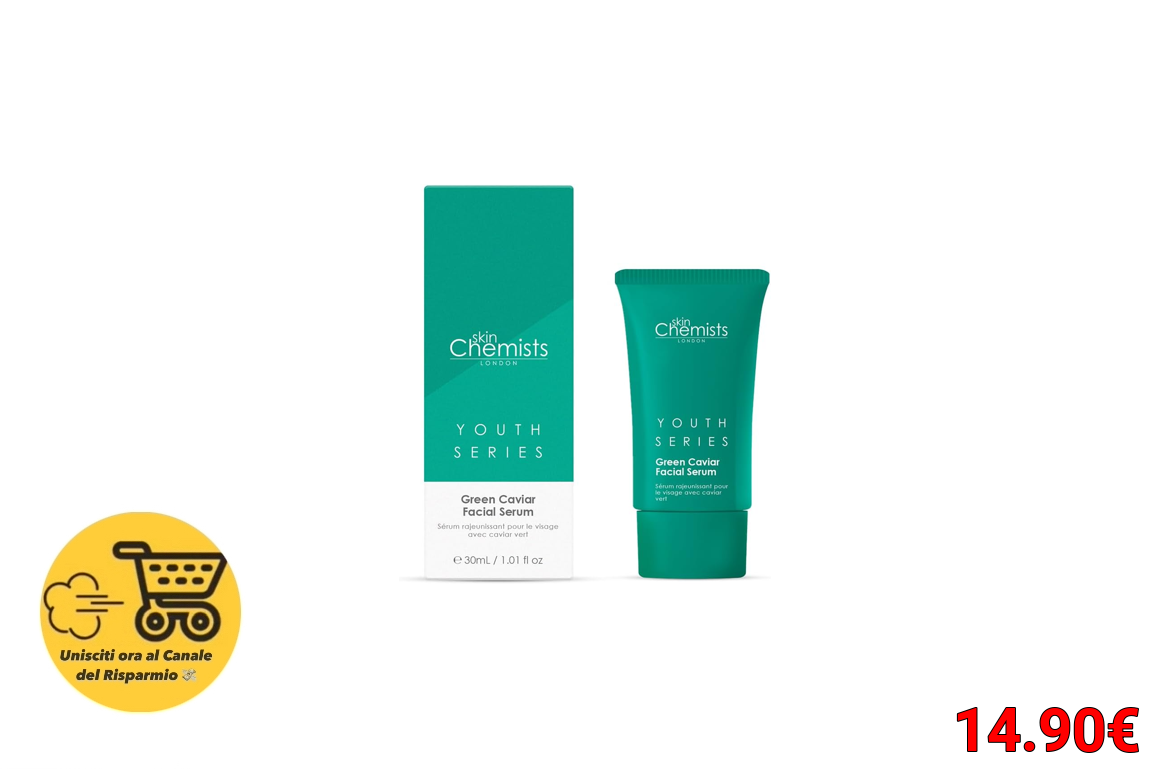 skin
Chemists
LONDON
YOUTH
SERIES
Green Caviar
Facial Serum
Sérum rajeunissant pour le visage
avec caviar vert
℮ 30mL / 1.01 fl oz
skin
Chemists
LONDON
YOUTH
SERIES
Green Caviar
Facial Serum
Sérum rajeunissant pour
le visage avec caviar
vert
Unisciti ora al Canale
del Risparmio 💸
14.90€